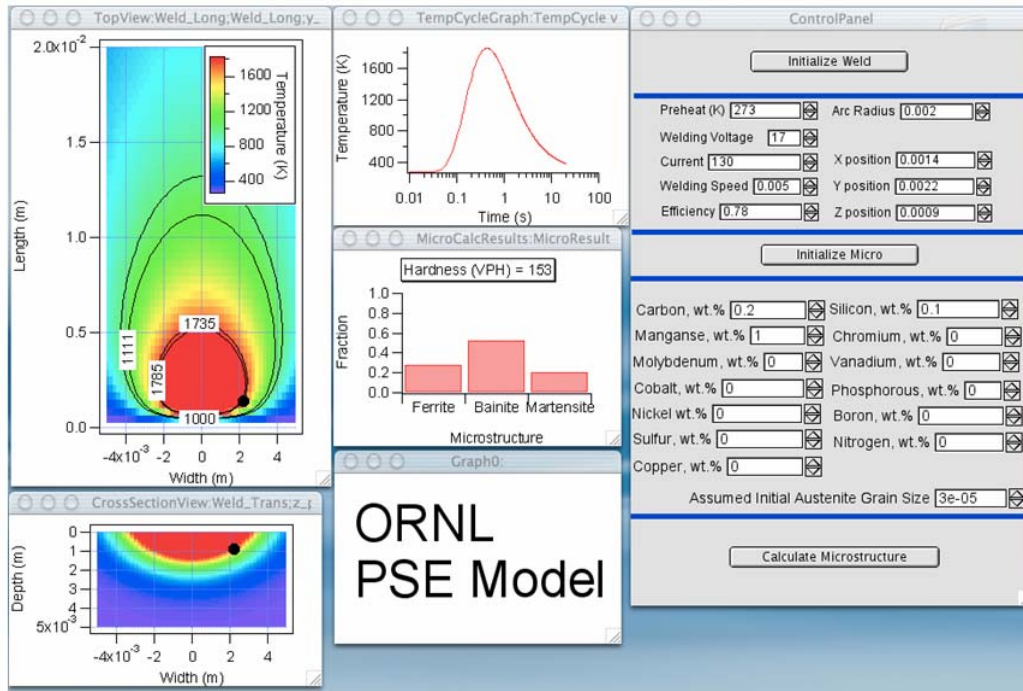 TopView:Weld_Long;Weld_Long;y_
2.0x10⁻²
1.5
1.0
0.5
0.0
Length (m)
1600
1200
800
400
Temperature (K)
1735
1111
1785
1000
-4x10⁻³ -2 0 2 4
Width (m)
CrossSectionView:Weld_Trans;z_p
0
1
2
3
4
5x10⁻³
Depth (m)
-4x10⁻³ -2 0 2 4
Width (m)
TempCycleGraph:TempCycle v
1600
1200
800
400
Temperature (K)
0.01 0.1 1 10 100
Time (s)
MicroCalcResults:MicroResult
Hardness (VPH) = 153
1.0
0.8
0.6
0.4
0.2
0.0
Fraction
Ferrite Bainite Martensite
Microstructure
Graph0:
ORNL
PSE Model
ControlPanel
Initialize Weld
Preheat (K) 273 Arc Radius 0.002
Welding Voltage 17
Current 130 X position 0.0014
Welding Speed 0.005 Y position 0.0022
Efficiency 0.78 Z position 0.0009
Initialize Micro
Carbon, wt.% 0.2 Silicon, wt.% 0.1
Manganse, wt.% 1 Chromium, wt.% 0
Molybdenum, wt.% 0 Vanadium, wt.% 0
Cobalt, wt.% 0 Phosphorous, wt.% 0
Nickel wt.% 0 Boron, wt.% 0
Sulfur, wt.% 0 Nitrogen, wt.% 0
Copper, wt.% 0
Assumed Initial Austenite Grain Size 3e-05
Calculate Microstructure